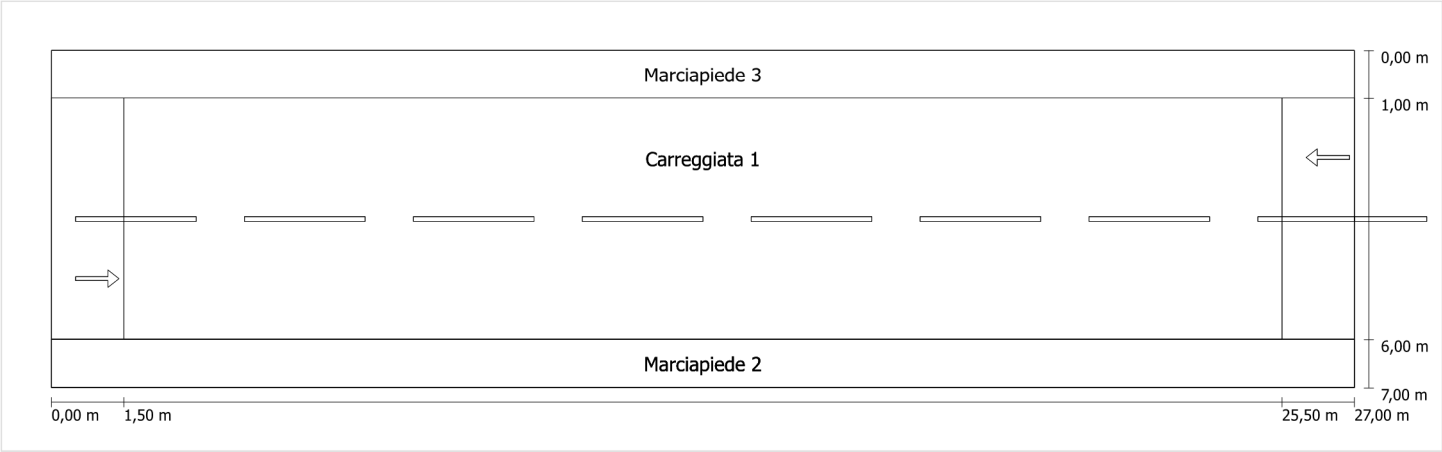 Marciapiede 3
0,00 m
1,00 m
Carreggiata 1
6,00 m
Marciapiede 2
7,00 m
0,00 m
1,50 m
25,50 m
27,00 m